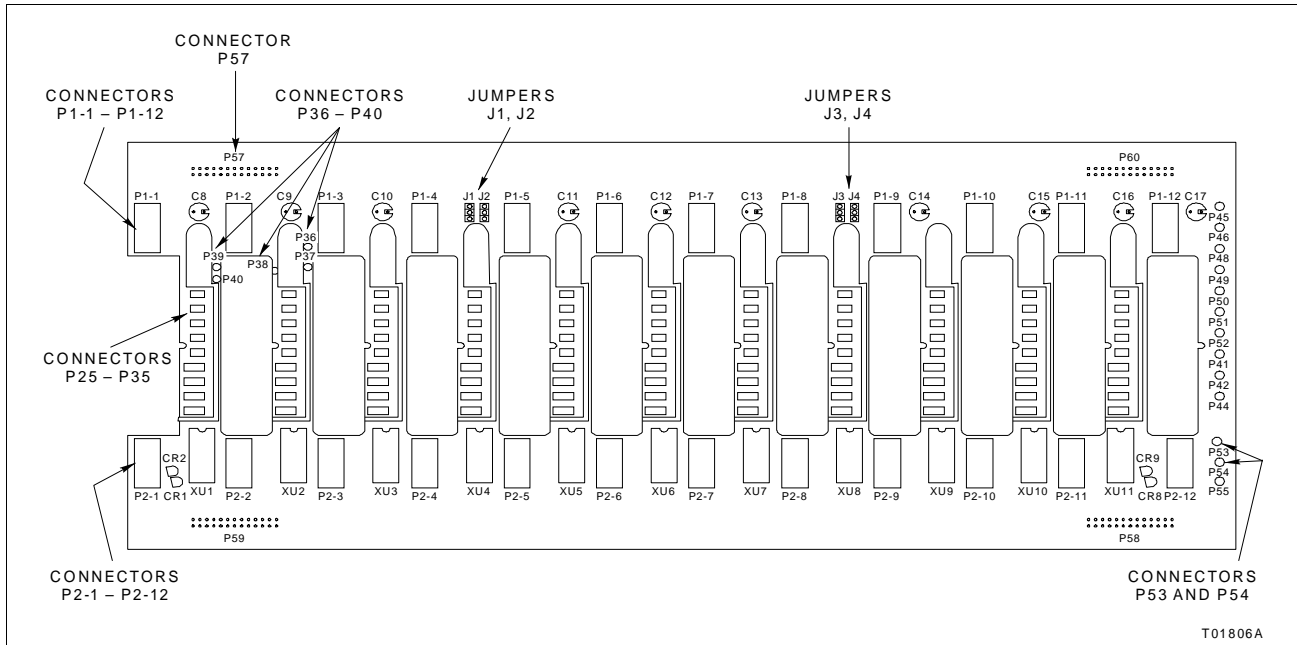 CONNECTOR
P57
CONNECTORS
P1-1 – P1-12
CONNECTORS
P36 – P40
JUMPERS
J1, J2
JUMPERS
J3, J4
P57
P60
P1-1
C8
P1-2
C9
P1-3
C10
P1-4
J1 J2
P1-5
C11
P1-6
C12
P1-7
C13
P1-8
J3 J4
P1-9
C14
P1-10
C15
P1-11
C16
P1-12
C17
P45
P36
P46
P39
P38
P37
P48
P40
P49
P50
P51
CONNECTORS
P25 – P35
P52
P41
P42
P44
CR2
CR9
P53
P54
P2-1
CR1
XU1
P2-2
XU2
P2-3
XU3
P2-4
XU4
P2-5
XU5
P2-6
XU6
P2-7
XU7
P2-8
XU8
P2-9
XU9
P2-10
XU10
P2-11
XU11
CR8
P2-12
P55
P59
P58
CONNECTORS
P2-1 – P2-12
CONNECTORS
P53 AND P54
T01806A